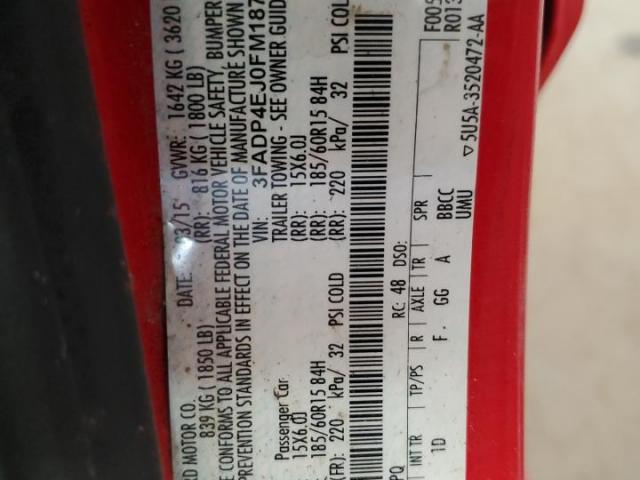 RD MOTOR CO. DATE: 03/15 GVWR: 1642 KG ( 3620
839 KG ( 1850 LB) (RR): 816 KG ( 1800 LB)
E CONFORMS TO ALL APPLICABLE FEDERAL MOTOR VEHICLE SAFETY, BUMPER
PREVENTION STANDARDS IN EFFECT ON THE DATE OF MANUFACTURE SHOWN
VIN: 3FADP4EJ0FM187
Passenger Car. TRAILER TOWING - SEE OWNER GUID
15X6.0J (RR): 15X6.0J
185/60R15 84H (RR): 185/60R15 84H
(FR): 220 kPa/ 32 PSI COLD (RR): 220 kPa/ 32 PSI COL
PQ RC: 48 DSO: F005
R013
INT TR TP/PS R AXLE TR SPR
1D F. GG A BBCC
UMU
▽ 5U5A-3520472-AA